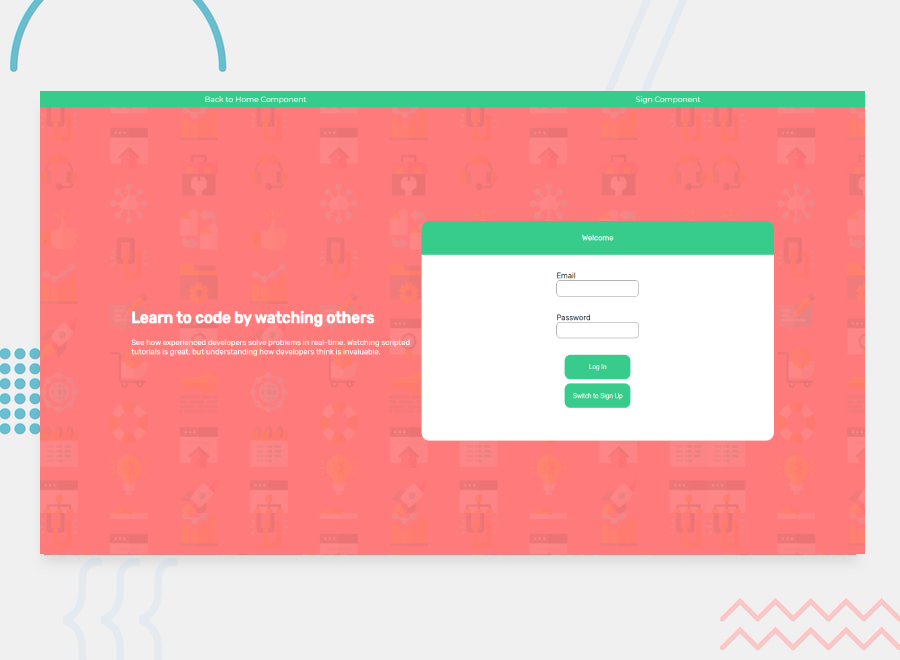 Back to Home Component
Sign Component
Welcome
Learn to code by watching others
See how experienced developers solve problems in real-time. Watching scripted
tutorials is great, but understanding how developers think is invaluable.
Email
Password
Log In
Switch to Sign Up